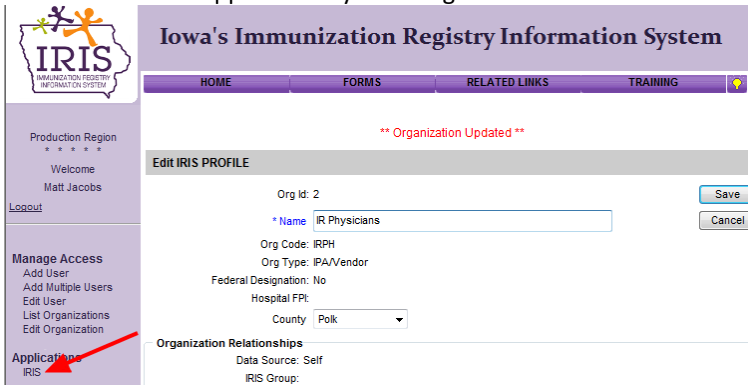 IRIS
IMMUNIZATION REGISTRY
INFORMATION SYSTEM
Iowa's Immunization Registry Information System
HOME FORMS RELATED LINKS TRAINING
Production Region
* * * * *
Welcome
Matt Jacobs
Logout
Manage Access
Add User
Add Multiple Users
Edit User
List Organizations
Edit Organization
Applications
IRIS
** Organization Updated **
Edit IRIS PROFILE
Org Id: 2
Save
* Name IR Physicians
Cancel
Org Code: IRPH
Org Type: IPA/Vendor
Federal Designation: No
Hospital FPI:
County Polk
Organization Relationships
Data Source: Self
IRIS Group: